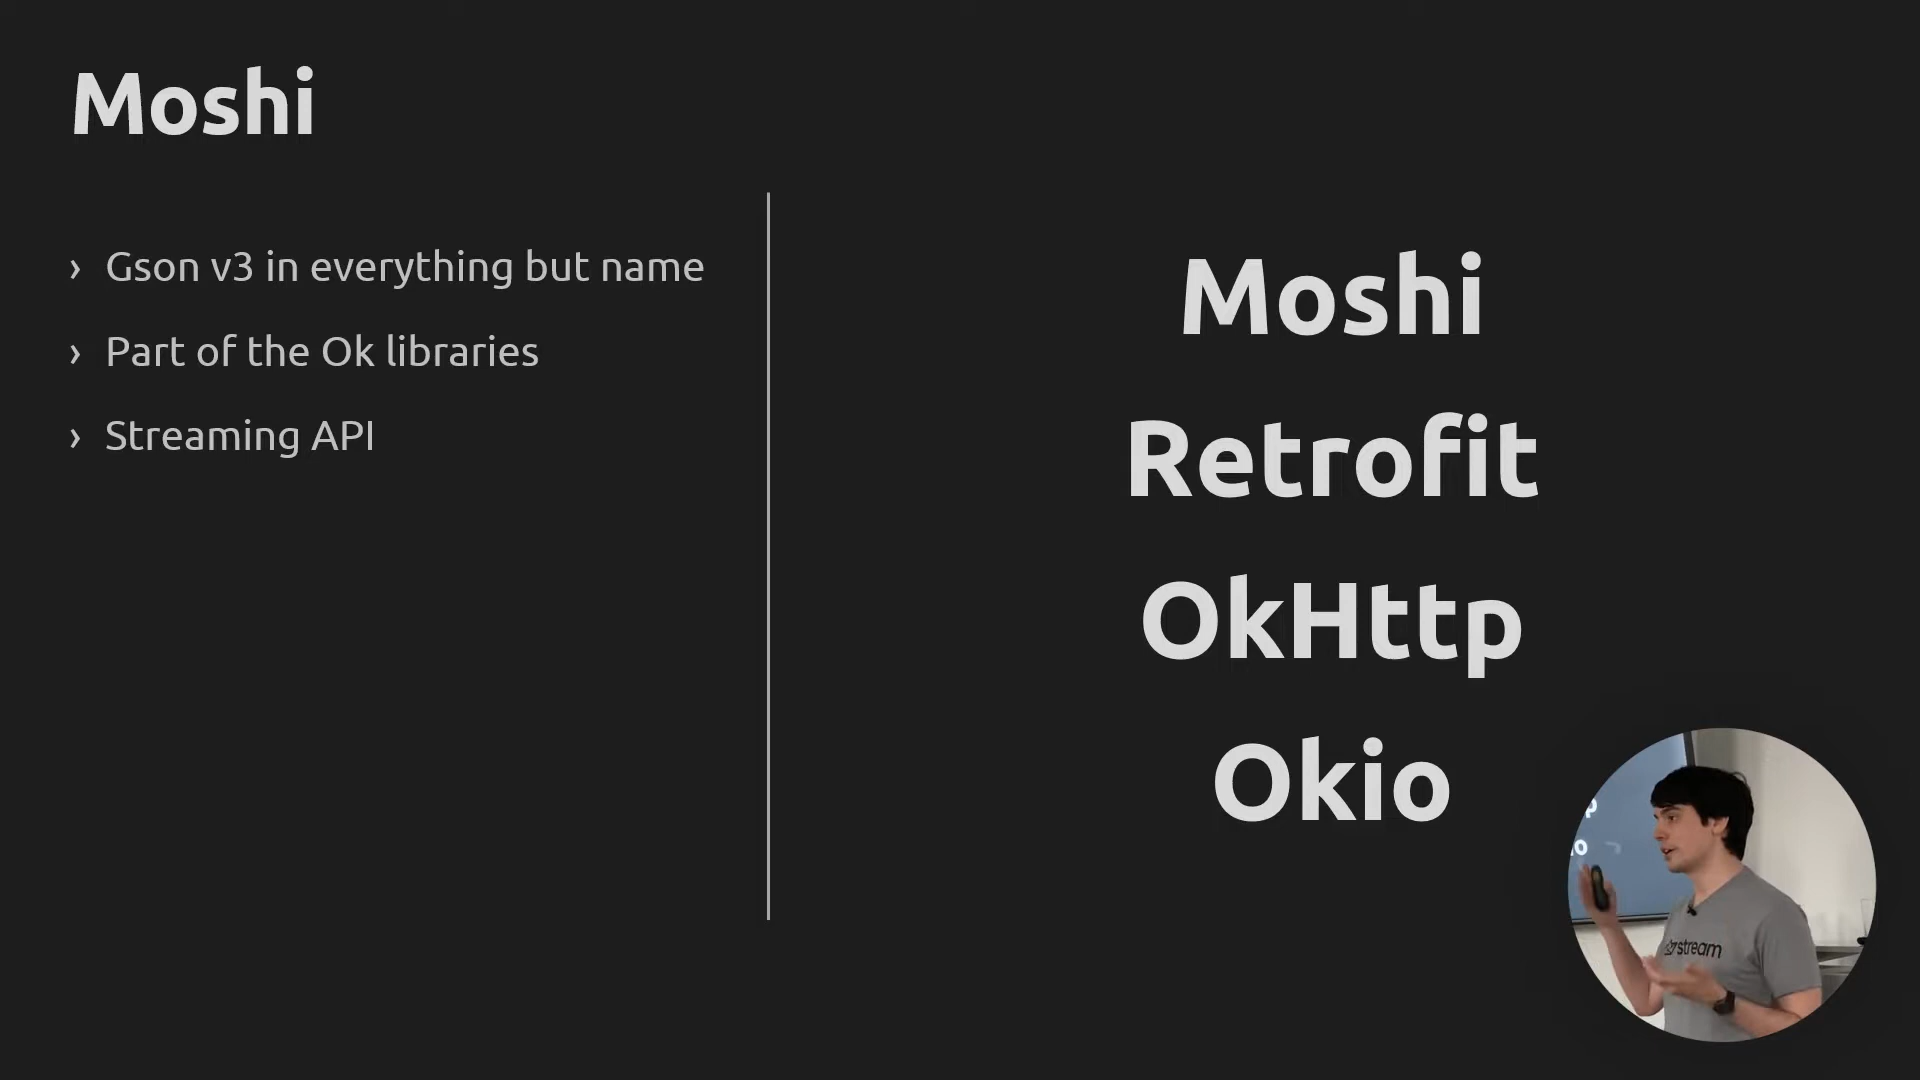 Moshi
› Gson v3 in everything but name
› Part of the Ok libraries
› Streaming API
Moshi
Retrofit
OkHttp
Okio
stream